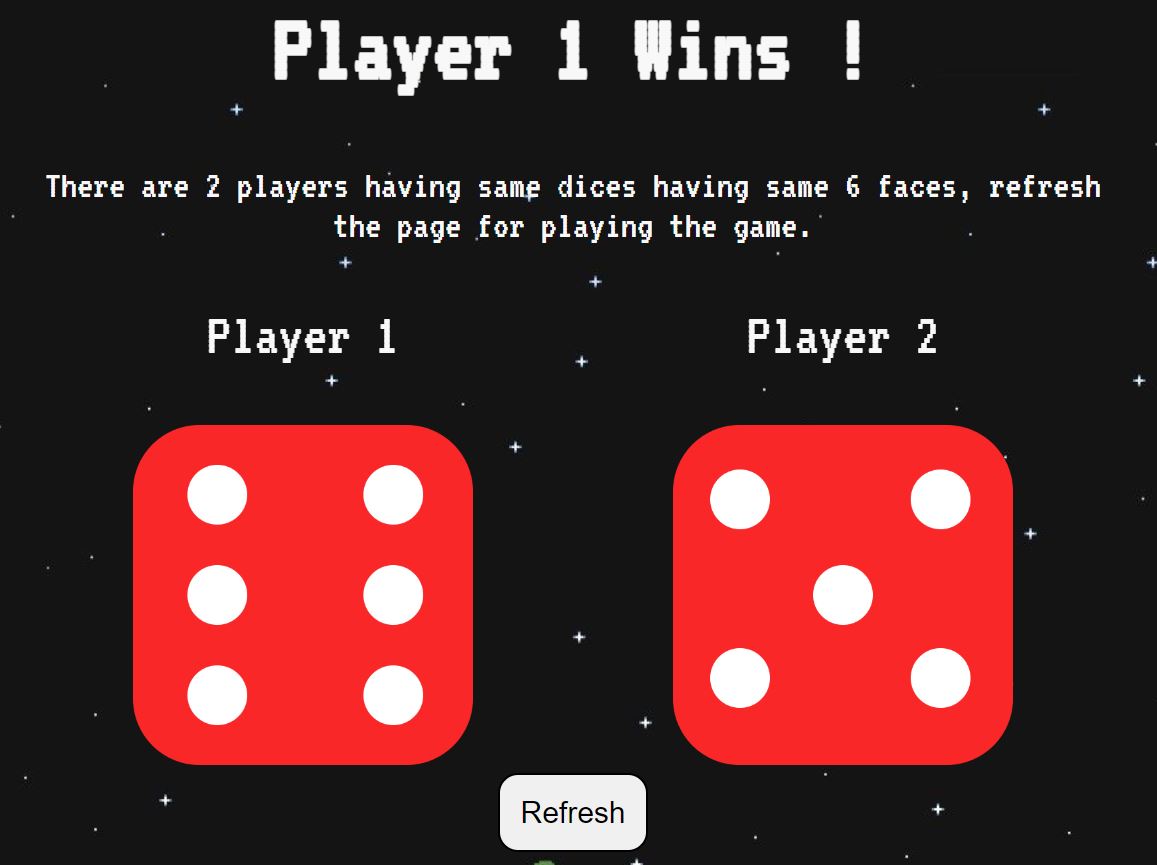 Player 1 Wins !
There are 2 players having same dices having same 6 faces, refresh
the page for playing the game.
Player 1
Player 2
Refresh